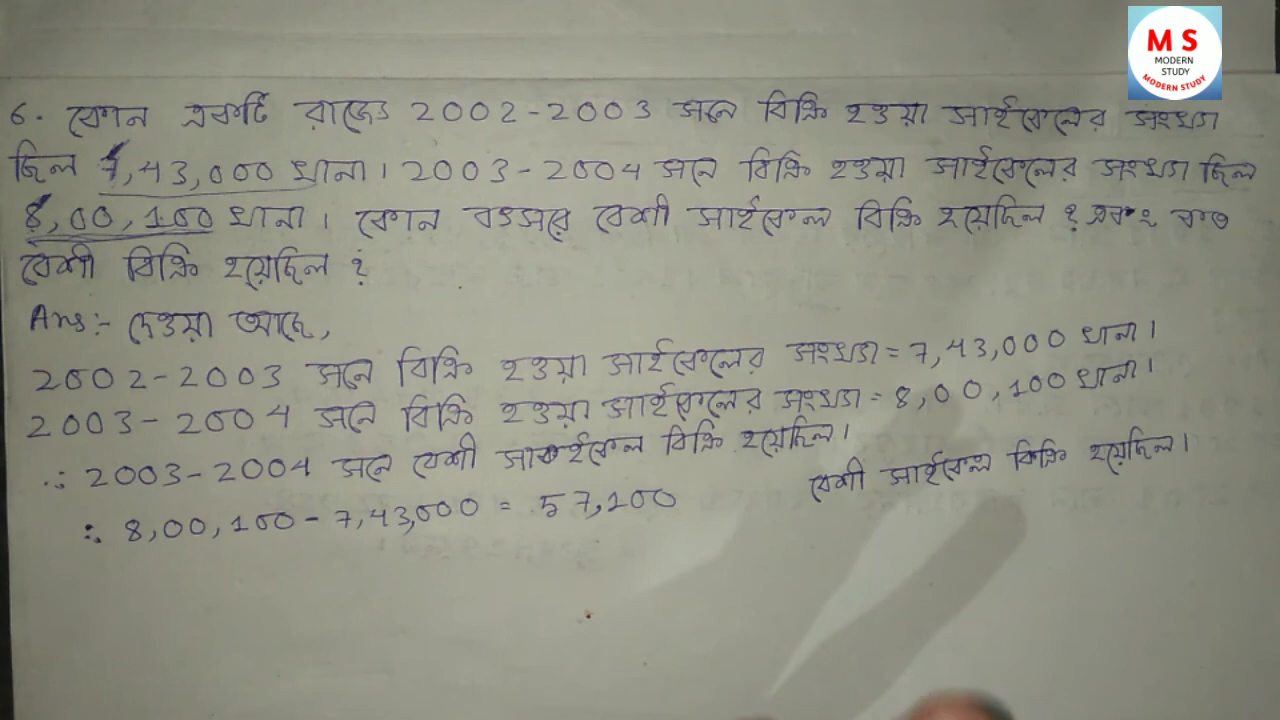 M S
MODERN
STUDY
MODERN STUDY
6. কোন একটি রাজ্যে 2002-2003 সনে বিক্রি হওয়া সাইকেলের সংখ্যা
ছিল 7,43,000 খানা। 2003-2004 সনে বিক্রি হওয়া সাইকেলের সংখ্যা ছিল
8,00,100 খানা। কোন বৎসরে বেশী সাইকেল বিক্রি হয়েছিল ? এবং কত
বেশী বিক্রি হয়েছিল ?
Ans:- দেওয়া আছে,
2002-2003 সনে বিক্রি হওয়া সাইকেলের সংখ্যা = 7,43,000 খানা।
2003-2004 সনে বিক্রি হওয়া সাইকেলের সংখ্যা = 8,00,100 খানা।
∴ 2003-2004 সনে বেশী সাইকেল বিক্রি হয়েছিল।
∴ 8,00,100 - 7,43,000 = 57,100 বেশী সাইকেল বিক্রি হয়েছিল।